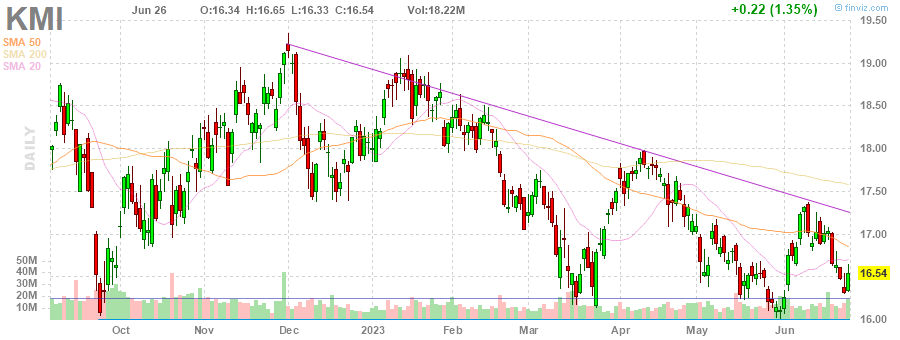 KMI Jun 26 O:16.34 H:16.65 L:16.33 C:16.54 Vol:18.22M +0.22 (1.35%) © finviz.com
SMA 50
SMA 200
SMA 20
DAILY
19.50
19.00
18.50
18.00
17.50
17.00
16.54
16.00
50M
40M
30M
20M
10M
Oct Nov Dec 2023 Feb Mar Apr May Jun